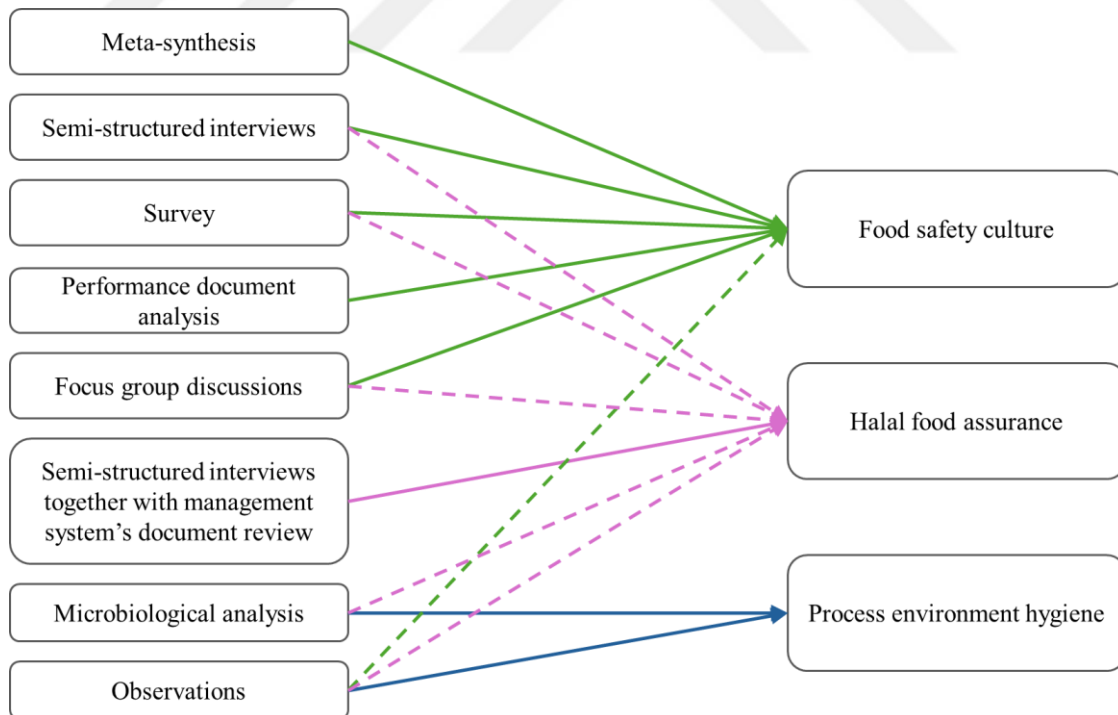 Meta-synthesis
Semi-structured interviews
Survey
Performance document
analysis
Focus group discussions
Semi-structured interviews
together with management
system’s document review
Microbiological analysis
Observations
Food safety culture
Halal food assurance
Process environment hygiene